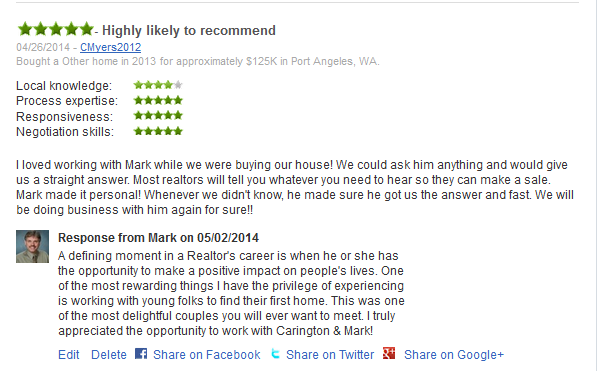 - Highly likely to recommend
04/26/2014 - CMyers2012
Bought a Other home in 2013 for approximately $125K in Port Angeles, WA.
Local knowledge:
Process expertise:
Responsiveness:
Negotiation skills:
I loved working with Mark while we were buying our house! We could ask him anything and would give
us a straight answer. Most realtors will tell you whatever you need to hear so they can make a sale.
Mark made it personal! Whenever we didn't know, he made sure he got us the answer and fast. We will
be doing business with him again for sure!!
Response from Mark on 05/02/2014
A defining moment in a Realtor's career is when he or she has
the opportunity to make a positive impact on people's lives. One
of the most rewarding things I have the privilege of experiencing
is working with young folks to find their first home. This was one
of the most delightful couples you will ever want to meet. I truly
appreciated the opportunity to work with Carington & Mark!
Edit Delete Share on Facebook Share on Twitter Share on Google+